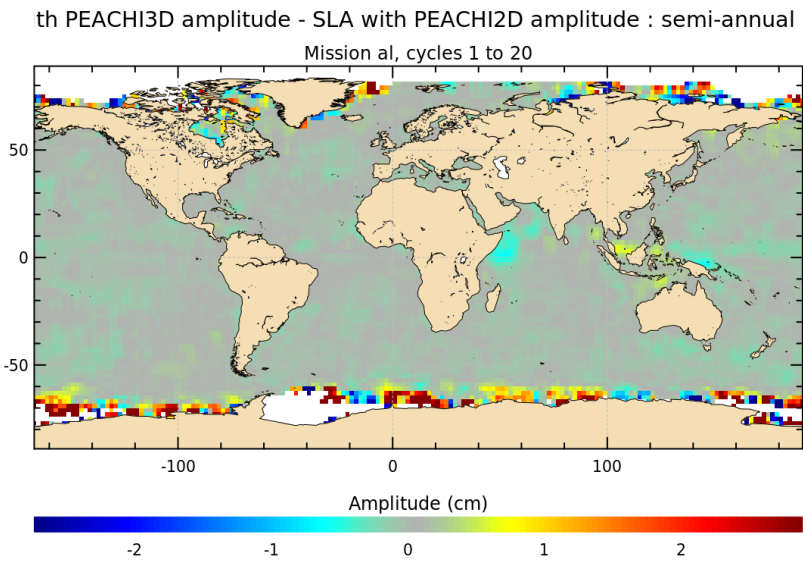 th PEACHI3D amplitude - SLA with PEACHI2D amplitude : semi-annual
Mission al, cycles 1 to 20
50
0
-50
-100 0 100
Amplitude (cm)
-2 -1 0 1 2